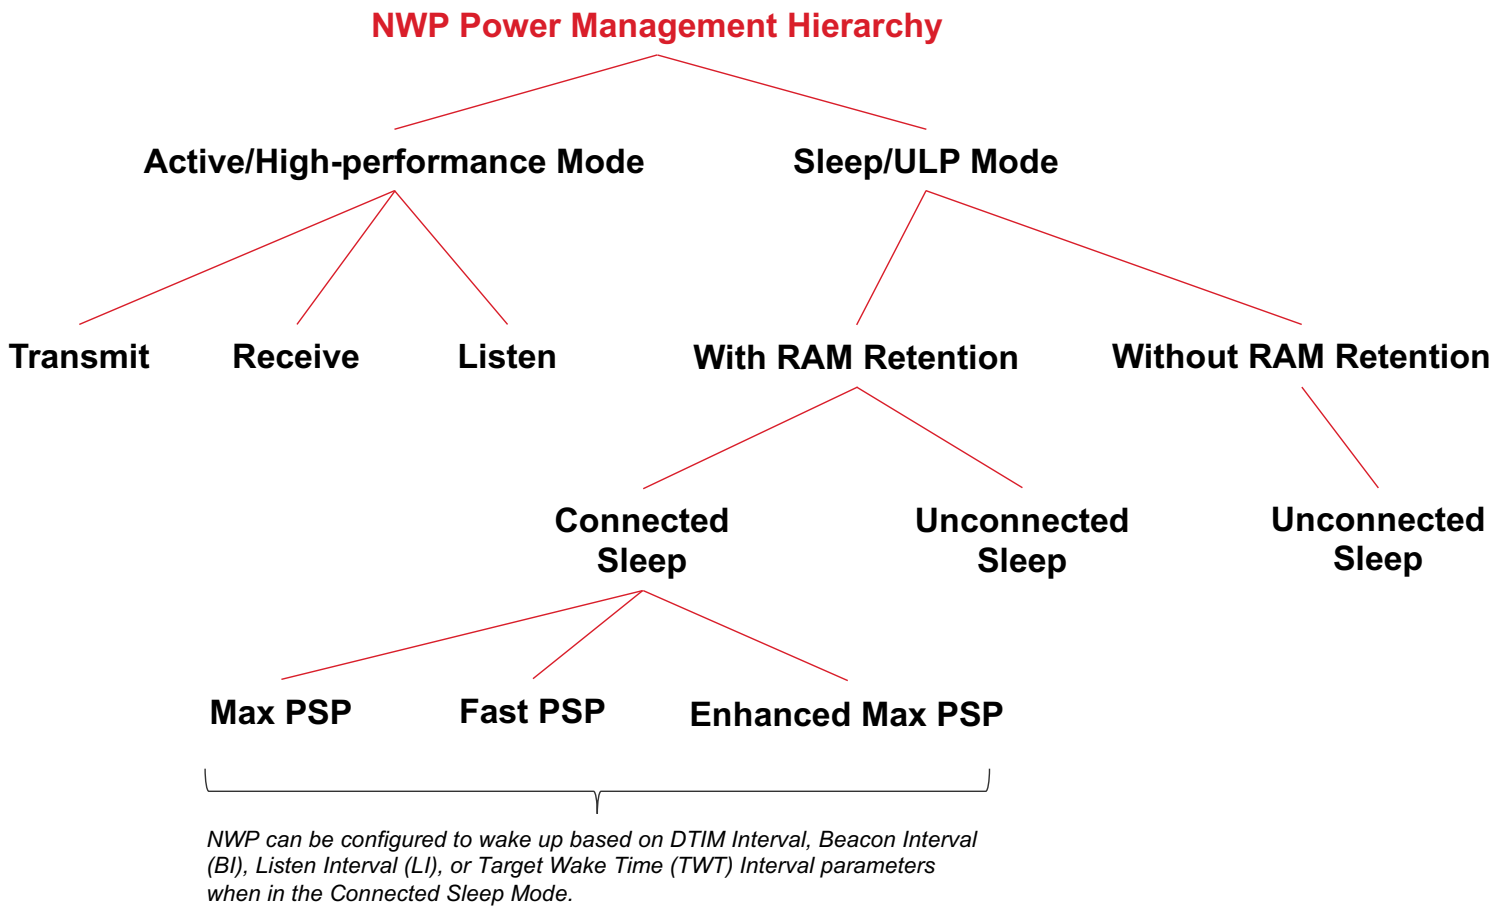 NWP Power Management Hierarchy
Active/High-performance Mode
Sleep/ULP Mode
Transmit
Receive
Listen
With RAM Retention
Without RAM Retention
Connected
Sleep
Unconnected
Sleep
Unconnected
Sleep
Max PSP
Fast PSP
Enhanced Max PSP
NWP can be configured to wake up based on DTIM Interval, Beacon Interval
(BI), Listen Interval (LI), or Target Wake Time (TWT) Interval parameters
when in the Connected Sleep Mode.